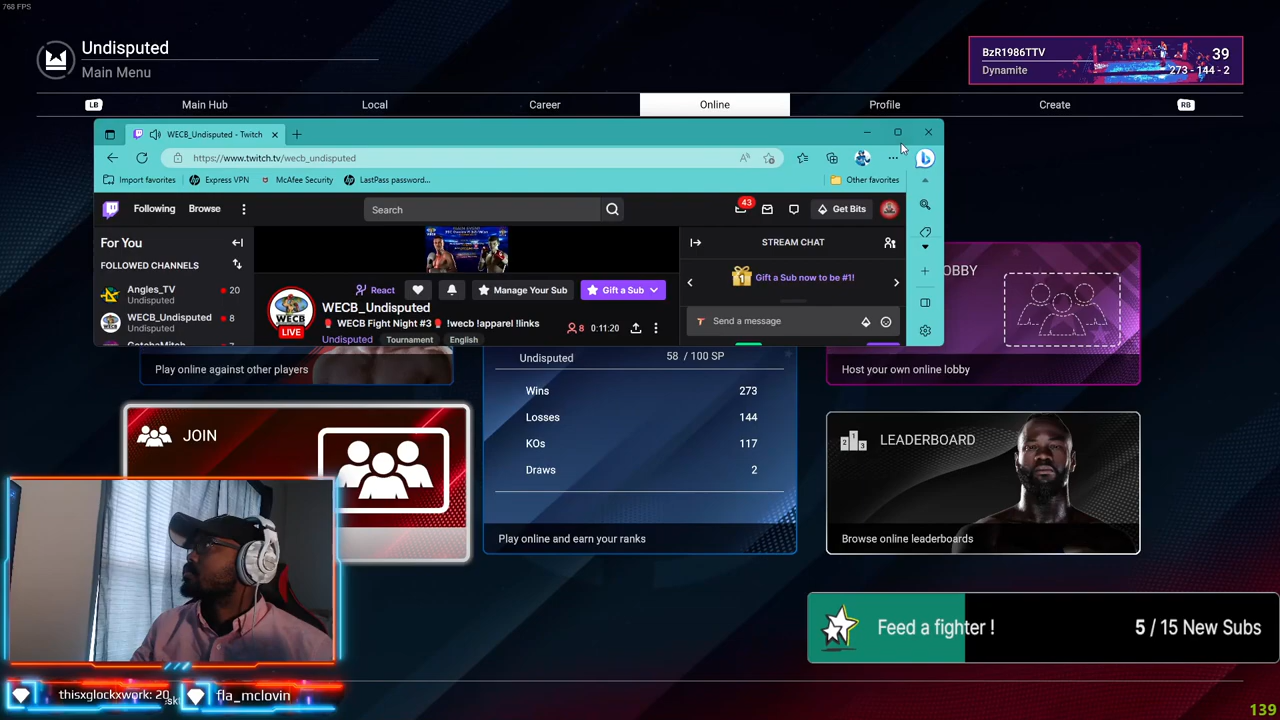 768 FPS
Undisputed
Main Menu
BzR1986TTV
39
Dynamite
273 - 144 - 2
LB
Main Hub
Local
Career
Online
Profile
Create
RB
WECB_Undisputed - Twitch
https://www.twitch.tv/wecb_undisputed
Import favorites
Express VPN
McAfee Security
LastPass password...
Other favorites
Following
Browse
Search
43
Get Bits
For You
FOLLOWED CHANNELS
Angles_TV
20
Undisputed
WECB_Undisputed
8
Undisputed
GotchaMitch
React
Manage Your Sub
Gift a Sub
WECB_Undisputed
LIVE
WECB Fight Night #3 !wecb !apparel !links
8
0:11:20
Undisputed
Tournament
English
STREAM CHAT
1
Gift a Sub now to be #1!
Send a message
OBBY
Play online against other players
Host your own online lobby
Undisputed
58 / 100 SP
Wins
273
Losses
144
KOs
117
Draws
2
Play online and earn your ranks
JOIN
2 1 3
LEADERBOARD
Browse online leaderboards
Feed a fighter !
5 / 15 New Subs
thisxglockxwork: 20
fla_mclovin
139